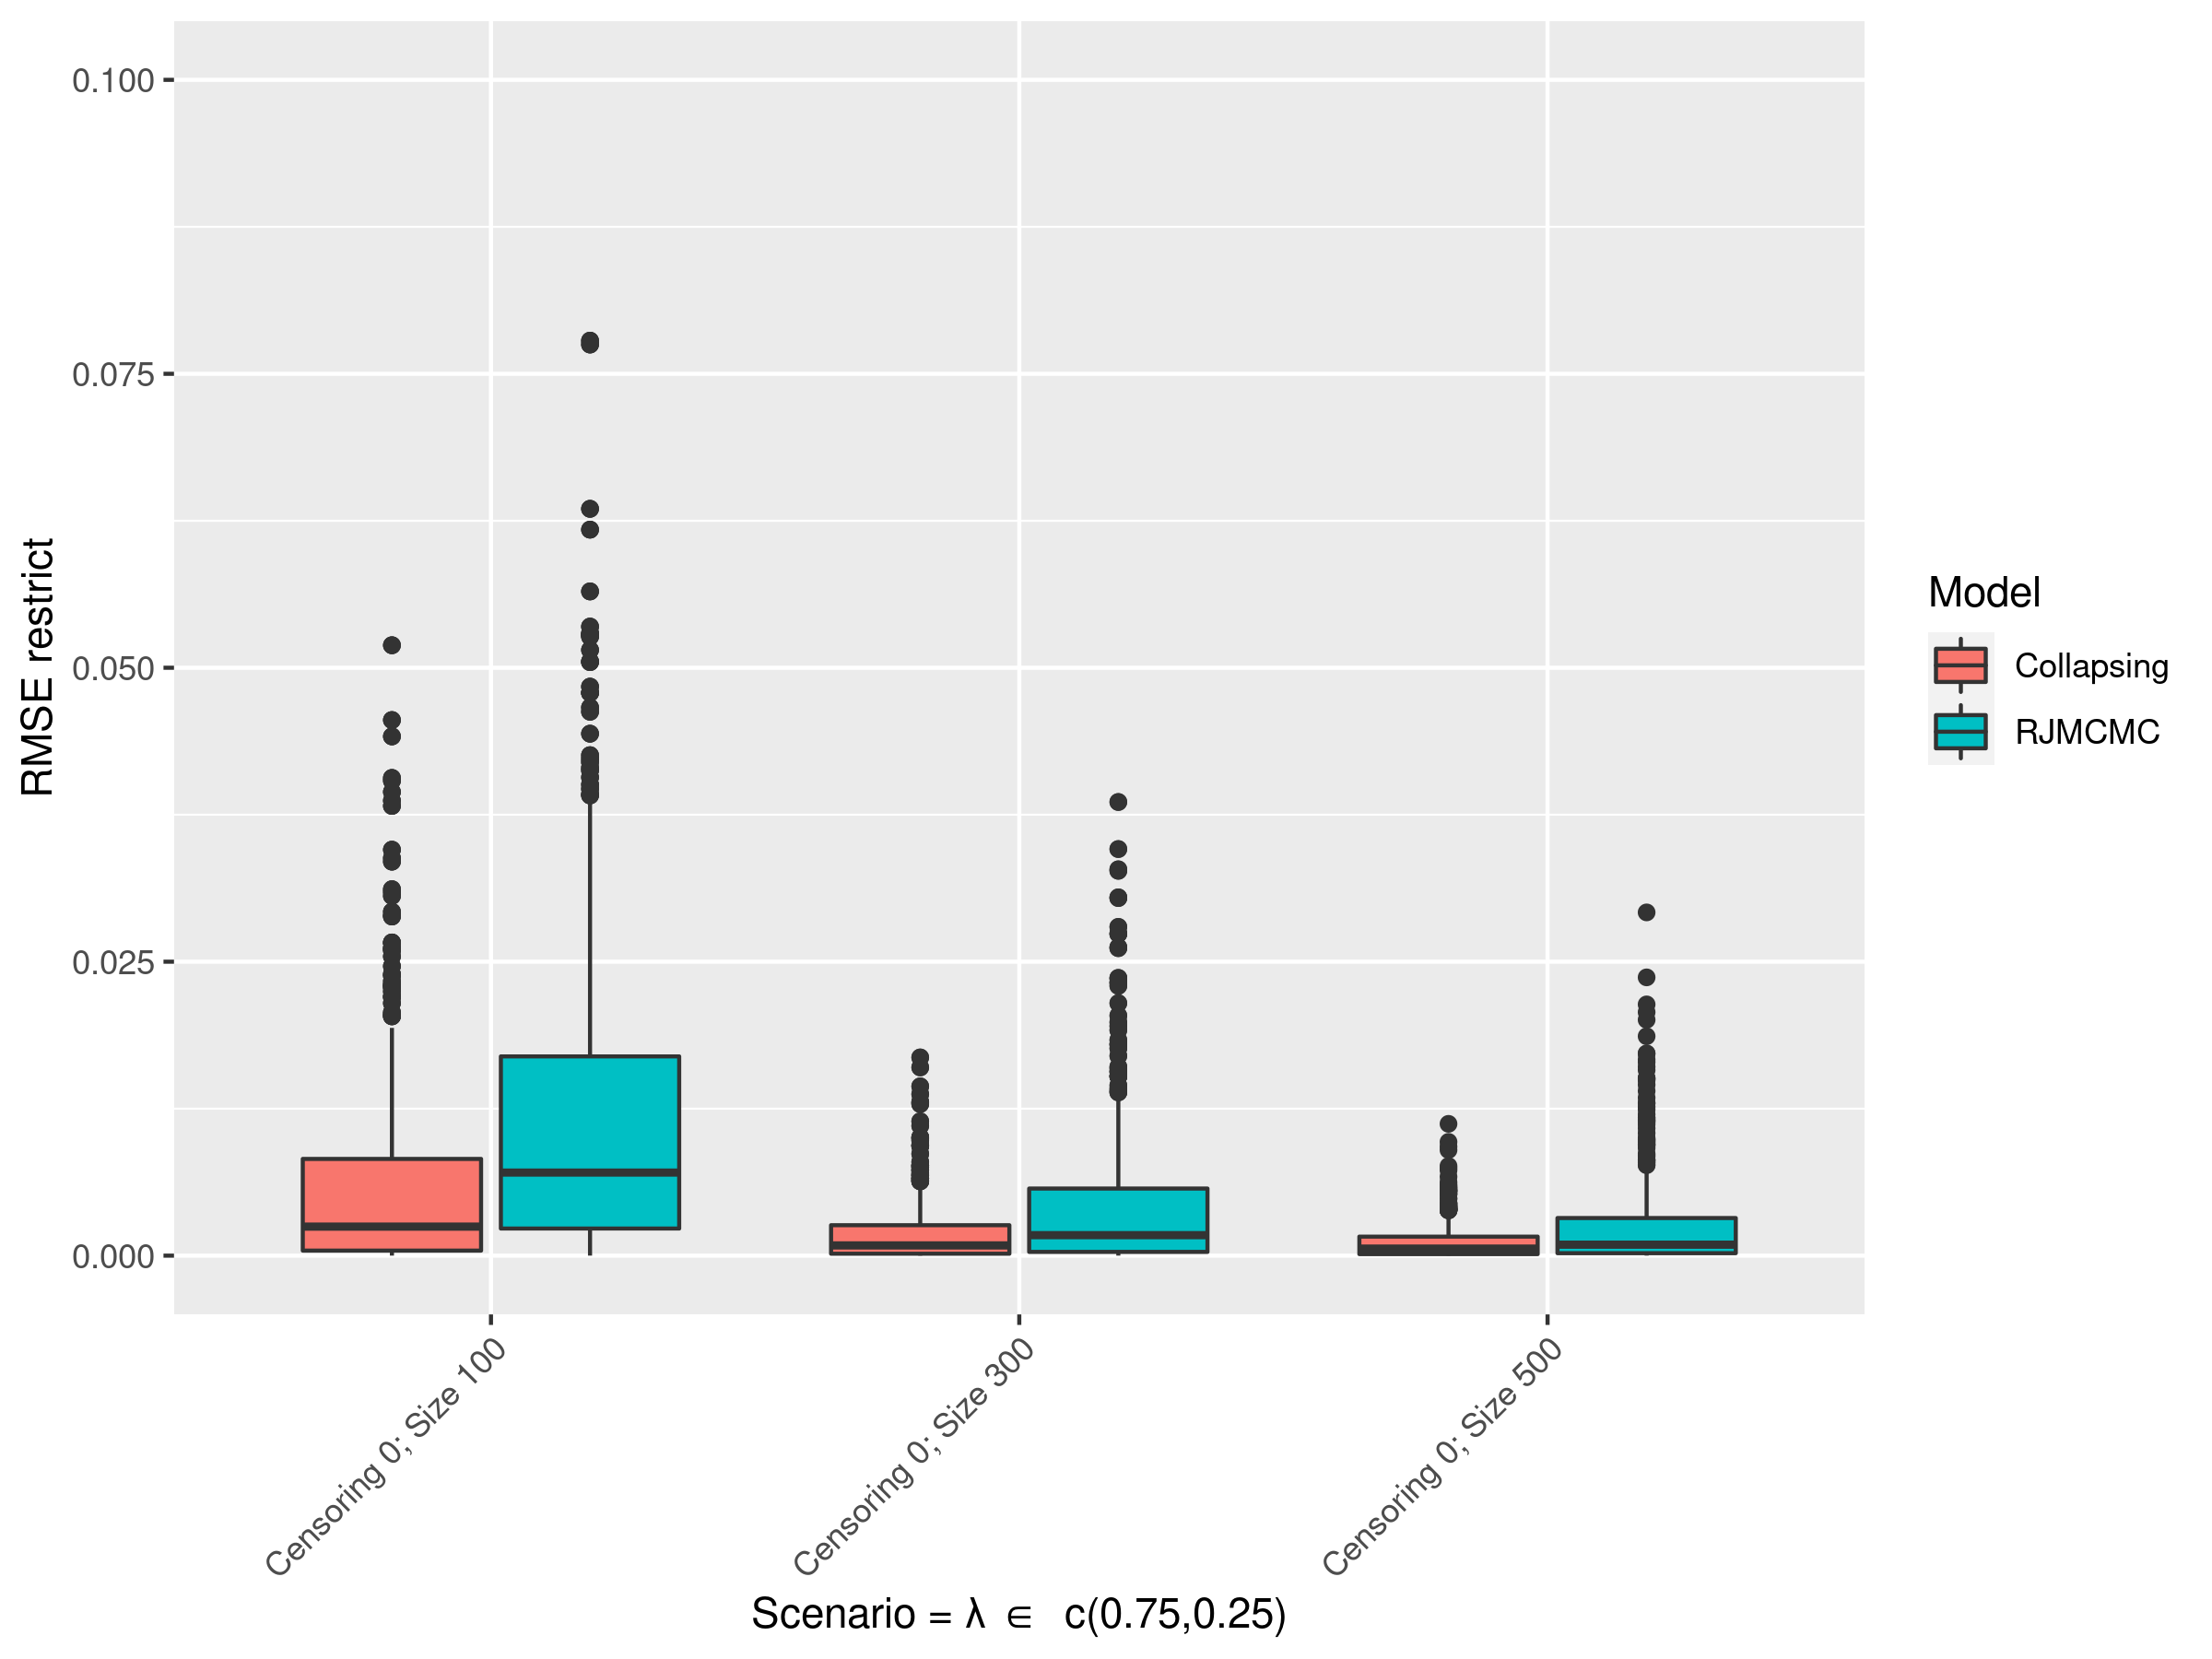 RMSE restrict
0.100
0.075
0.050
0.025
0.000
Censoring 0; Size 100
Censoring 0; Size 300
Censoring 0; Size 500
Scenario = λ ∈ c(0.75,0.25)
Model
Collapsing
RJMCMC